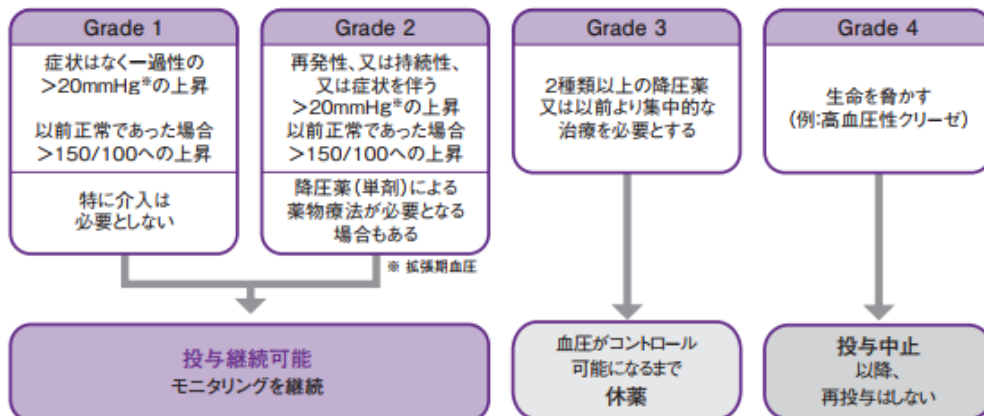 Grade 1
症状はなく一過性の
>20mmHg※の上昇
以前正常であった場合
>150/100への上昇
特に介入は
必要としない
Grade 2
再発性、又は持続性、
又は症状を伴う
>20mmHg※の上昇
以前正常であった場合
>150/100への上昇
降圧薬(単剤)による
薬物療法が必要となる
場合もある
※ 拡張期血圧
Grade 3
2種類以上の降圧薬
又は以前より集中的な
治療を必要とする
Grade 4
生命を脅かす
(例:高血圧性クリーゼ)
投与継続可能
モニタリングを継続
血圧がコントロール
可能になるまで
休薬
投与中止
以降、
再投与はしない